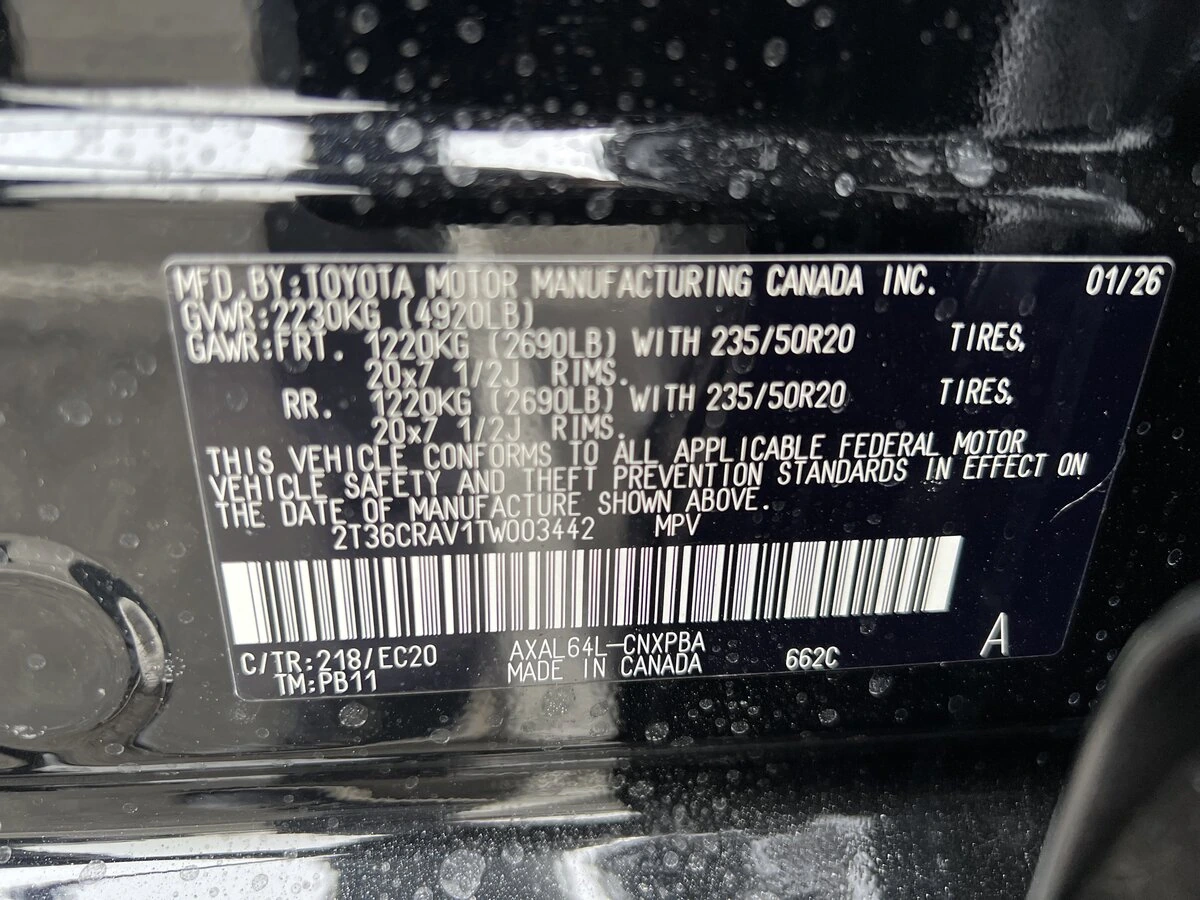 MFD BY:TOYOTA MOTOR MANUFACTURING CANADA INC. 01/26
GVWR:2230KG (4920LB)
GAWR:FRT. 1220KG (2690LB) WITH 235/50R20 TIRES,
20x7 1/2J RIMS.
RR. 1220KG (2690LB) WITH 235/50R20 TIRES,
20x7 1/2J RIMS.
THIS VEHICLE CONFORMS TO ALL APPLICABLE FEDERAL MOTOR
VEHICLE SAFETY AND THEFT PREVENTION STANDARDS IN EFFECT ON
THE DATE OF MANUFACTURE SHOWN ABOVE.
2T36CRAV1TW003442 MPV
C/TR:218/EC20 AXAL64L-CNXPBA 662C A
TM:PB11 MADE IN CANADA